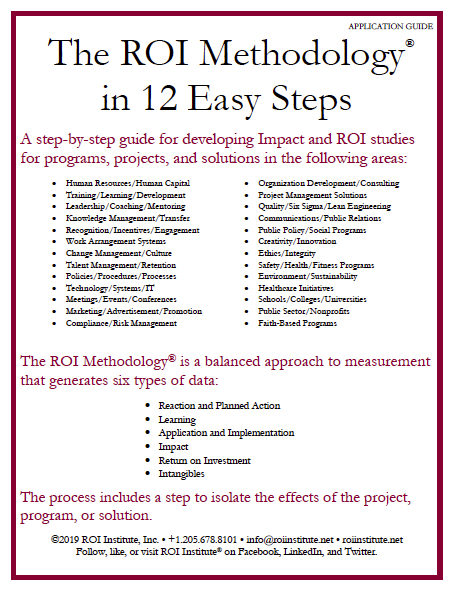 APPLICATION GUIDE
The ROI Methodology®
in 12 Easy Steps
A step-by-step guide for developing Impact and ROI studies
for programs, projects, and solutions in the following areas:
• Human Resources/Human Capital
• Training/Learning/Development
• Leadership/Coaching/Mentoring
• Knowledge Management/Transfer
• Recognition/Incentives/Engagement
• Work Arrangement Systems
• Change Management/Culture
• Talent Management/Retention
• Policies/Procedures/Processes
• Technology/Systems/IT
• Meetings/Events/Conferences
• Marketing/Advertisement/Promotion
• Compliance/Risk Management
• Organization Development/Consulting
• Project Management Solutions
• Quality/Six Sigma/Lean Engineering
• Communications/Public Relations
• Public Policy/Social Programs
• Creativity/Innovation
• Ethics/Integrity
• Safety/Health/Fitness Programs
• Environment/Sustainability
• Healthcare Initiatives
• Schools/Colleges/Universities
• Public Sector/Nonprofits
• Faith-Based Programs
The ROI Methodology® is a balanced approach to measurement
that generates six types of data:
• Reaction and Planned Action
• Learning
• Application and Implementation
• Impact
• Return on Investment
• Intangibles
The process includes a step to isolate the effects of the project,
program, or solution.
©2019 ROI Institute, Inc. • +1.205.678.8101 • info@roiinstitute.net • roiinstitute.net
Follow, like, or visit ROI Institute® on Facebook, LinkedIn, and Twitter.